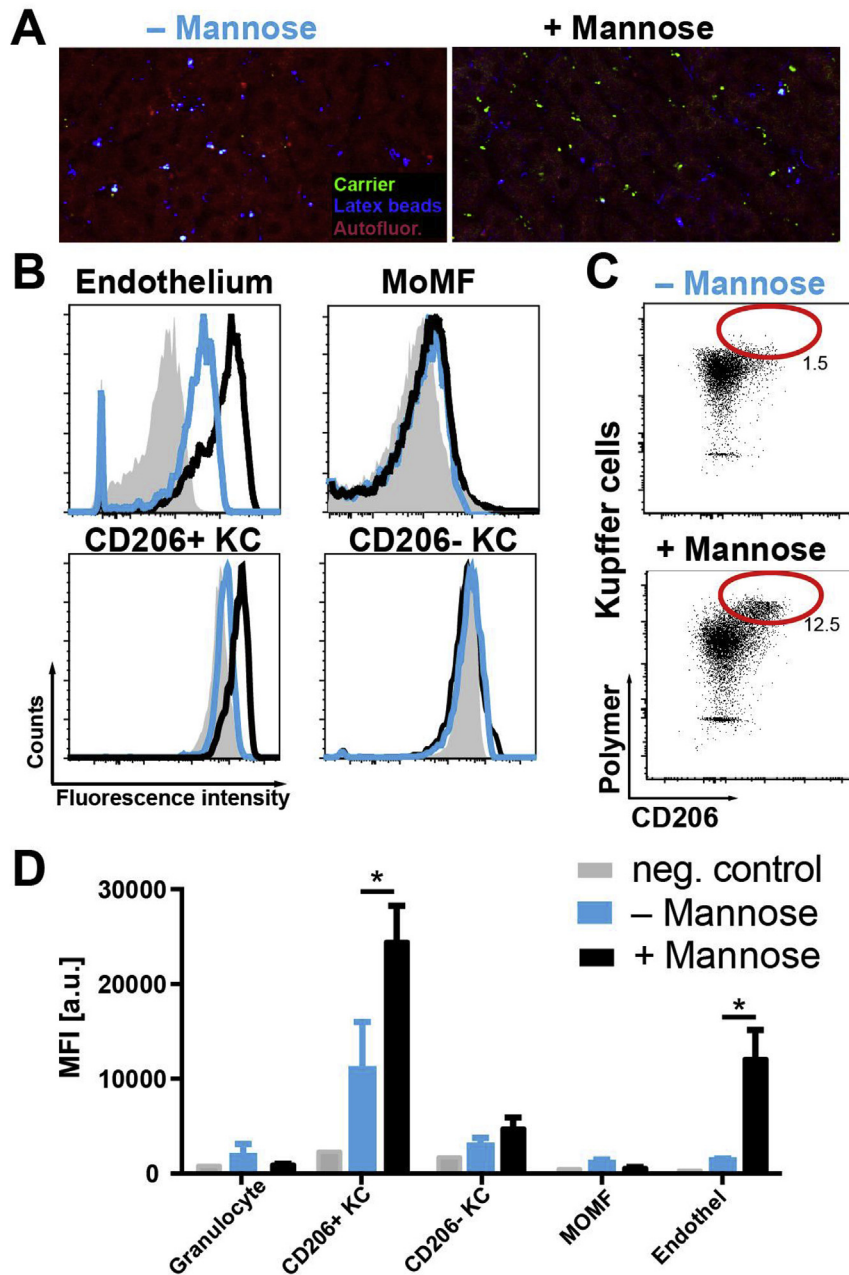 A
– Mannose
+ Mannose
Carrier
Latex beads
Autofluor.
B
Endothelium
MoMF
CD206+ KC
CD206- KC
Counts
Fluorescence intensity
C
– Mannose
1.5
+ Mannose
12.5
Kupffer cells
Polymer
CD206
D
neg. control
– Mannose
+ Mannose
MFI [a.u.]
30000
20000
10000
0
*
*
Granulocyte
CD206+ KC
CD206- KC
MOMF
Endothel